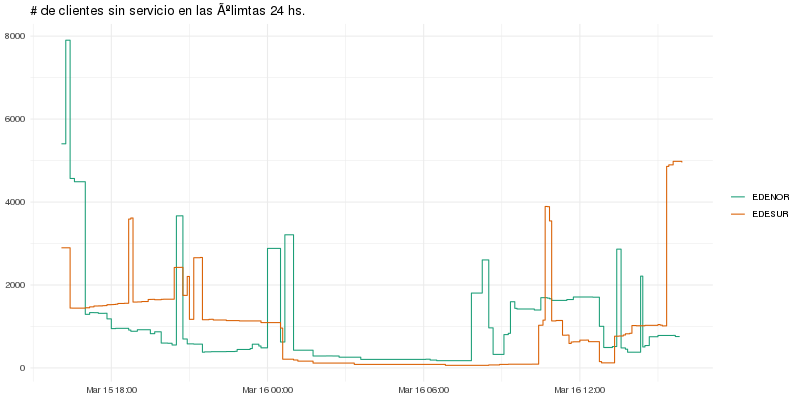 # de clientes sin servicio en las Ãºlimtas 24 hs.
8000
6000
4000
2000
0
Mar 15 18:00
Mar 16 00:00
Mar 16 06:00
Mar 16 12:00
EDENOR
EDESUR